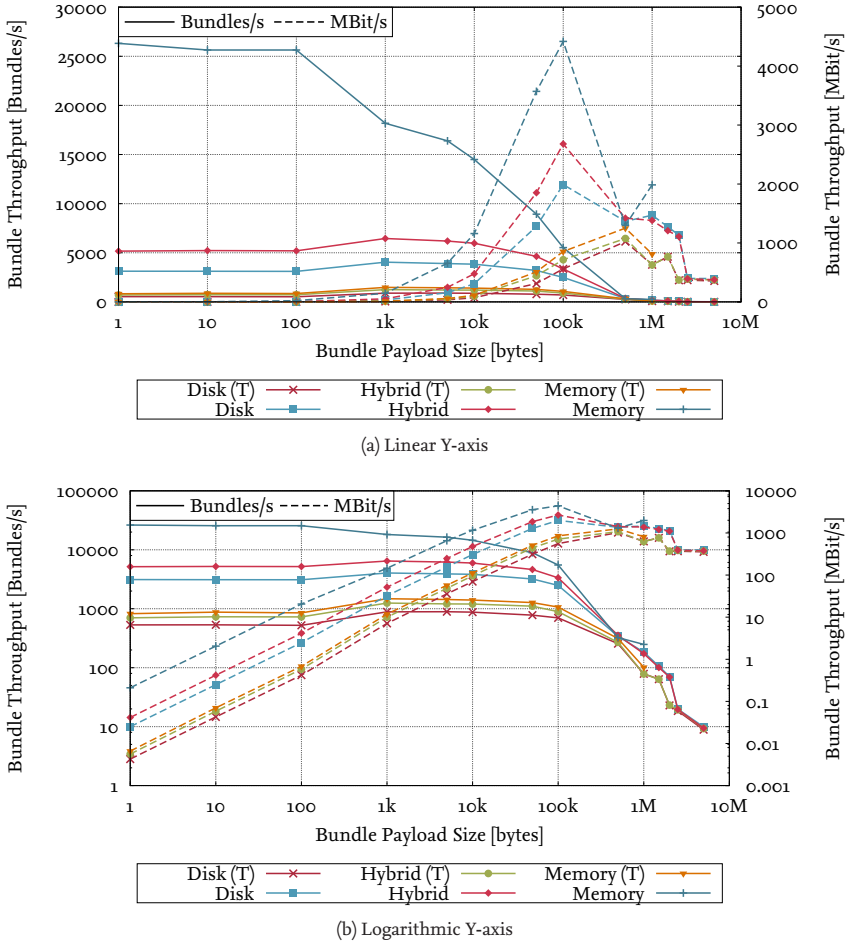 Bundles/s MBit/s
30000
25000
20000
15000
10000
5000
0
5000
4000
3000
2000
1000
0
Bundle Throughput [Bundles/s]
Bundle Throughput [MBit/s]
1 10 100 1k 10k 100k 1M 10M
Bundle Payload Size [bytes]
Disk (T) Hybrid (T) Memory (T)
Disk Hybrid Memory
(a) Linear Y-axis
Bundles/s MBit/s
100000
10000
1000
100
10
1
10000
1000
100
10
1
0.1
0.01
0.001
Bundle Throughput [Bundles/s]
Bundle Throughput [MBit/s]
1 10 100 1k 10k 100k 1M 10M
Bundle Payload Size [bytes]
Disk (T) Hybrid (T) Memory (T)
Disk Hybrid Memory
(b) Logarithmic Y-axis